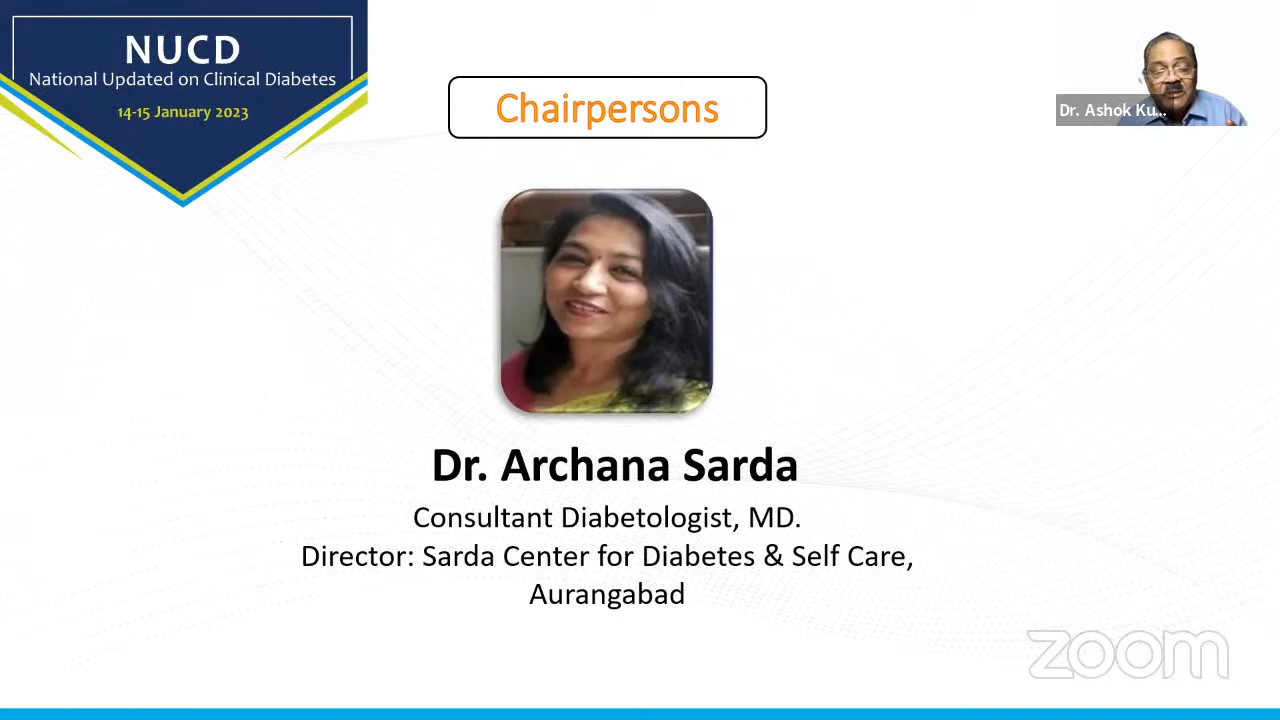 NUCD
National Updated on Clinical Diabetes
14-15 January 2023
Chairpersons
Dr. Ashok Ku...
Dr. Archana Sarda
Consultant Diabetologist, MD.
Director: Sarda Center for Diabetes & Self Care,
Aurangabad
zoom